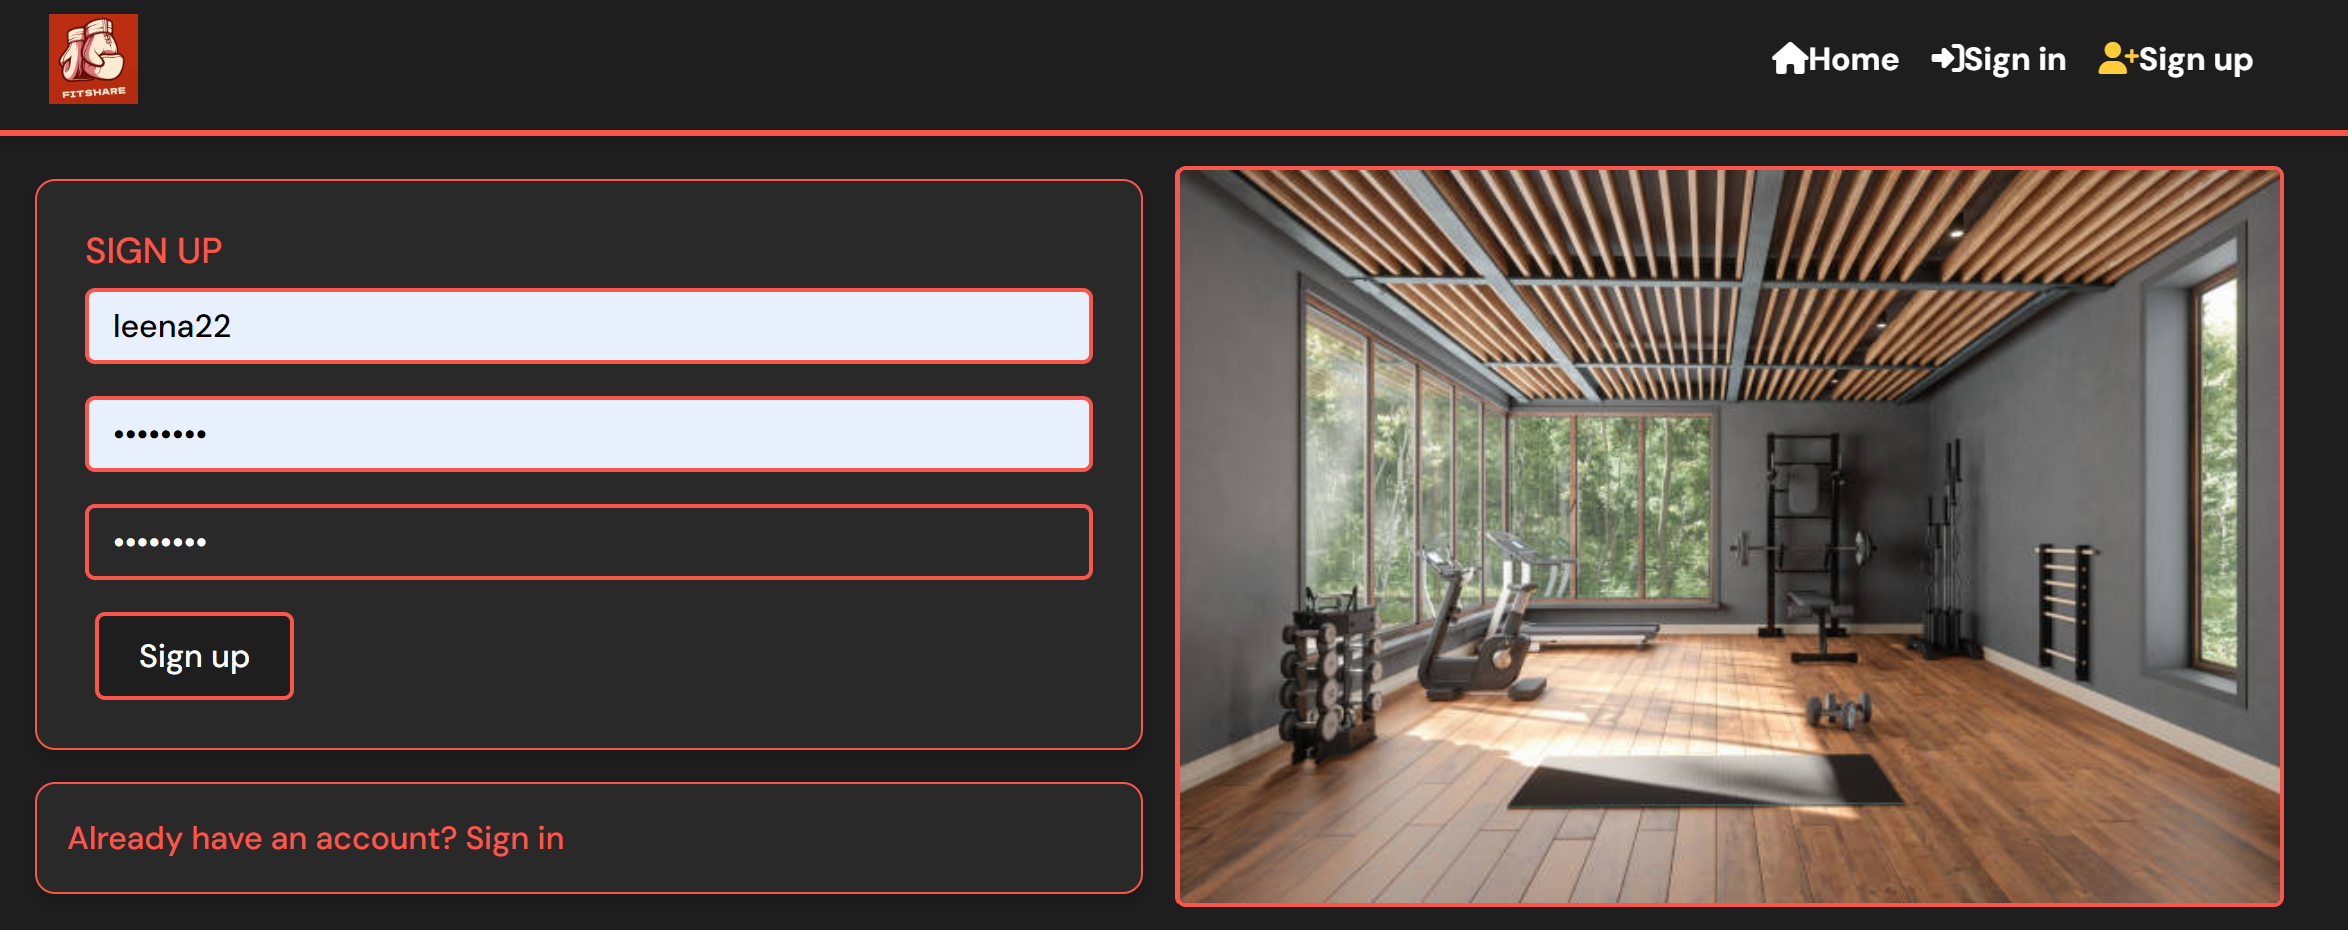 FITSHARE
Home Sign in Sign up
SIGN UP
leena22
••••••••
••••••••
Sign up
Already have an account? Sign in